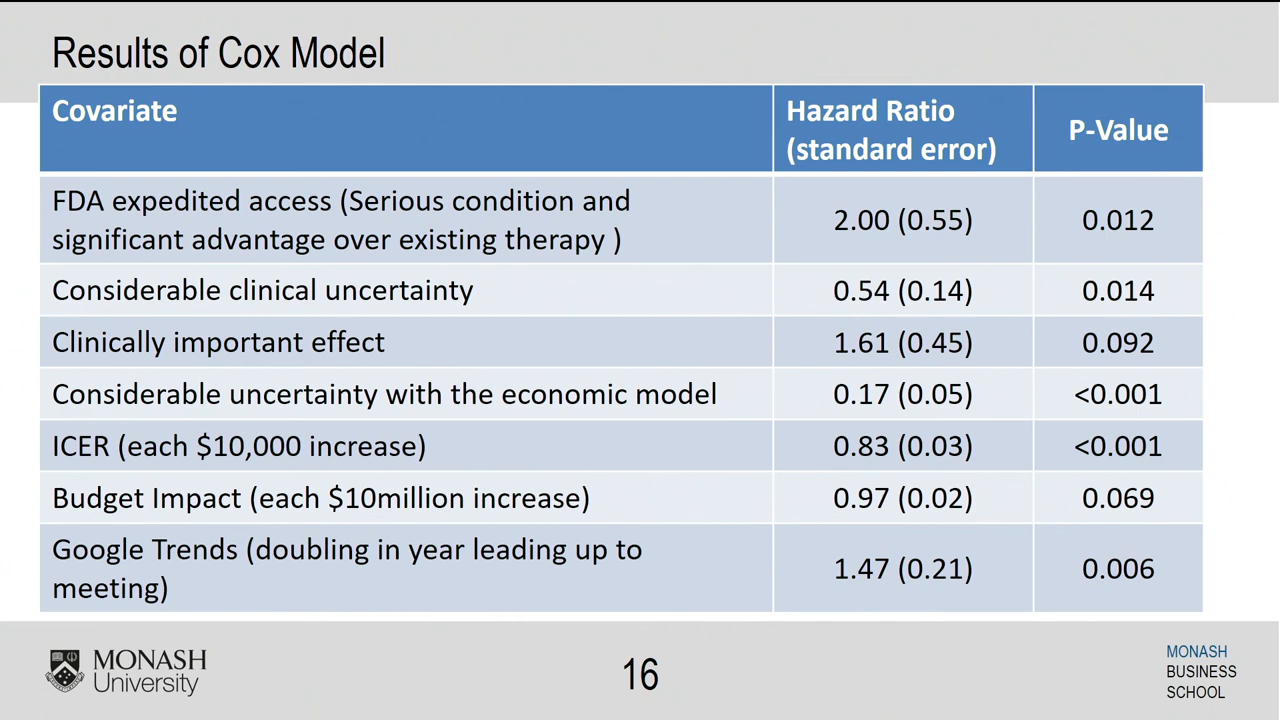 Results of Cox Model
Covariate
Hazard Ratio
(standard error)
P-Value
FDA expedited access (Serious condition and
significant advantage over existing therapy )
2.00 (0.55)
0.012
Considerable clinical uncertainty
0.54 (0.14)
0.014
Clinically important effect
1.61 (0.45)
0.092
Considerable uncertainty with the economic model
0.17 (0.05)
<0.001
ICER (each $10,000 increase)
0.83 (0.03)
<0.001
Budget Impact (each $10million increase)
0.97 (0.02)
0.069
Google Trends (doubling in year leading up to
meeting)
1.47 (0.21)
0.006
MONASH
University
16
MONASH
BUSINESS
SCHOOL